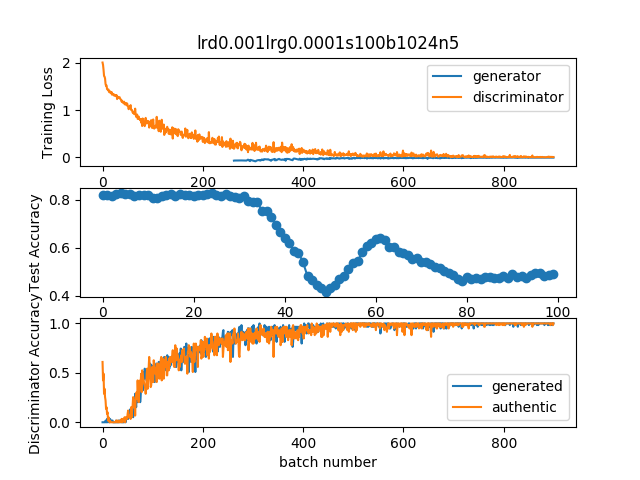 lrd0.001lrg0.0001s100b1024n5
Training Loss
2
1
0
generator
discriminator
0 200 400 600 800
Test Accuracy
0.8
0.6
0.4
0 20 40 60 80 100
Discriminator Accuracy
1.0
0.5
0.0
generated
authentic
0 200 400 600 800
batch number